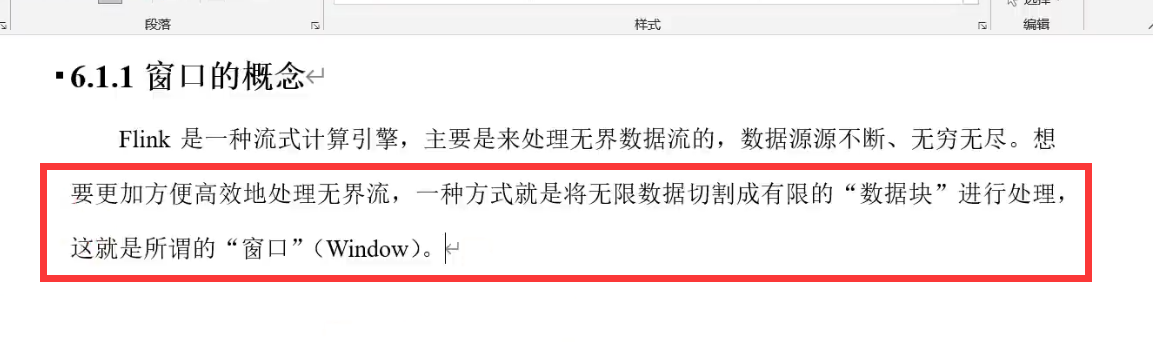 段落
样式
编辑
6.1.1 窗口的概念
Flink 是一种流式计算引擎，主要是来处理无界数据流的，数据源源不断、无穷无尽。想
要更加方便高效地处理无界流，一种方式就是将无限数据切割成有限的“数据块”进行处理，
这就是所谓的“窗口”（Window）。